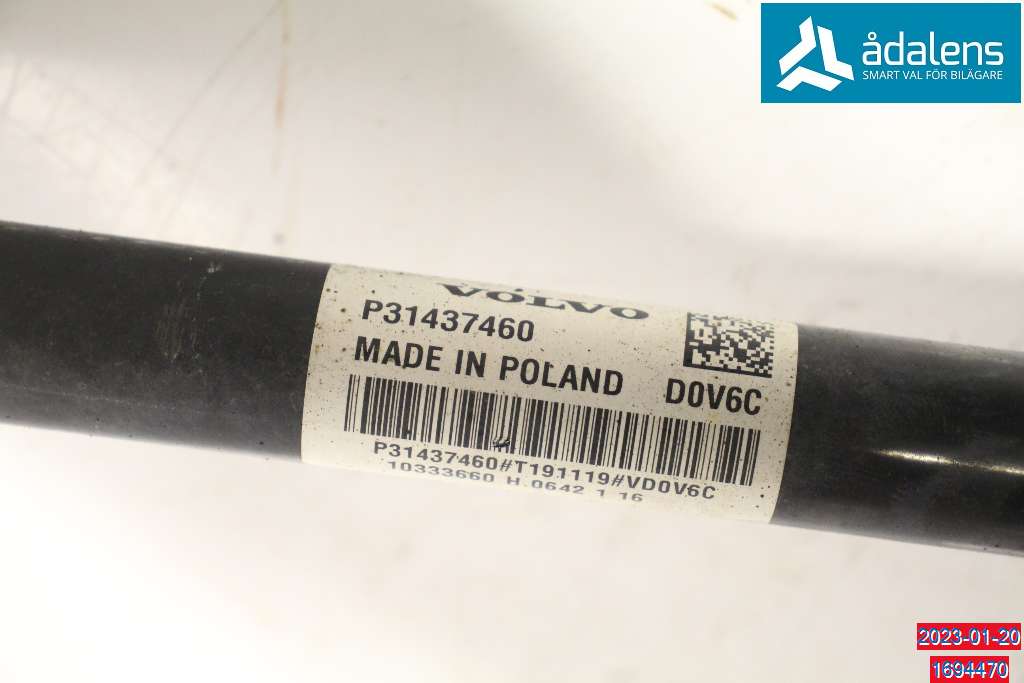 ådalens
SMART VAL FÖR BILÄGARE
VOLVO
P31437460
MADE IN POLAND
D0V6C
P31437460#T191119#VD0V6C
10333660 H 0642 1 16
2023-01-20
1694470